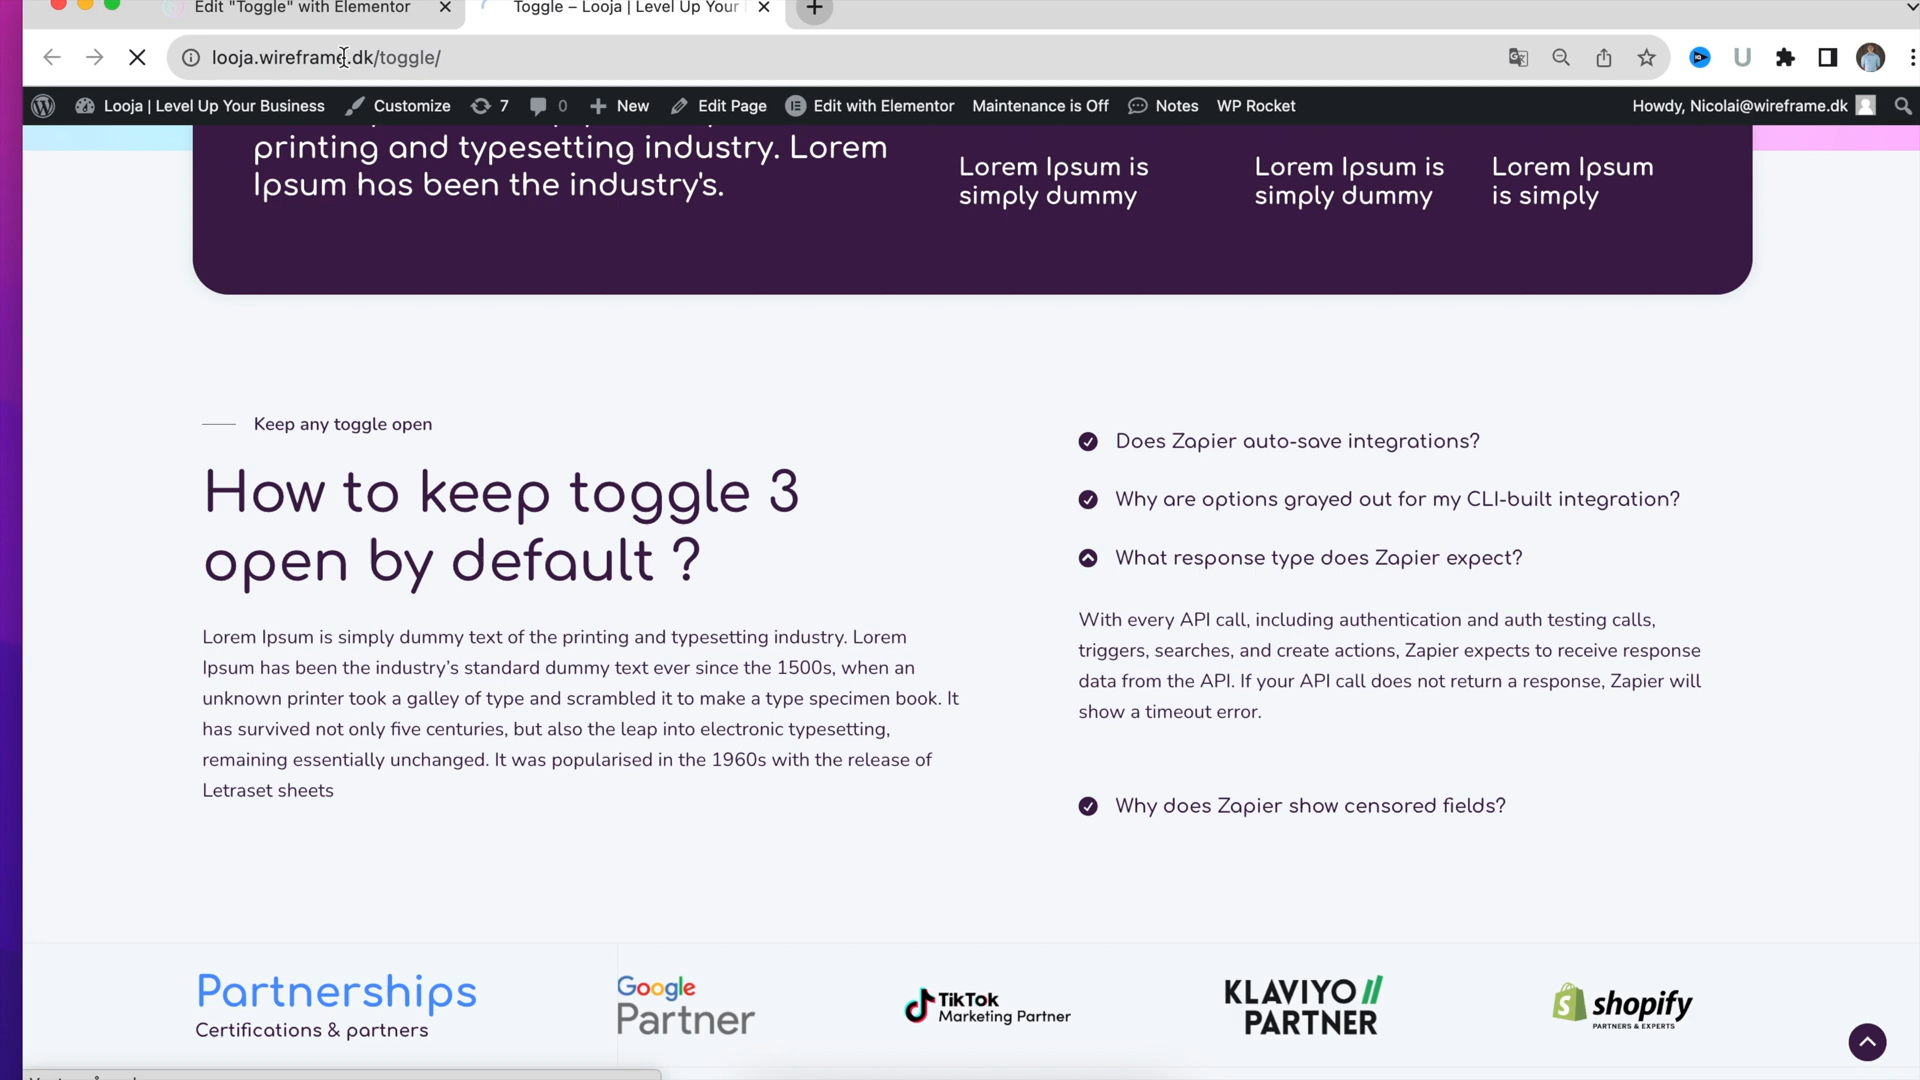 Edit "Toggle" with Elementor
Toggle – Looja | Level Up Your
looja.wireframe.dk/toggle/
Looja | Level Up Your Business
Customize
7
0
New
Edit Page
Edit with Elementor
Maintenance is Off
Notes
WP Rocket
Howdy, Nicolai@wireframe.dk
printing and typesetting industry. Lorem
Ipsum has been the industry's.
Lorem Ipsum is
simply dummy
Lorem Ipsum is
simply dummy
Lorem Ipsum
is simply
Keep any toggle open
How to keep toggle 3
open by default ?
Lorem Ipsum is simply dummy text of the printing and typesetting industry. Lorem
Ipsum has been the industry's standard dummy text ever since the 1500s, when an
unknown printer took a galley of type and scrambled it to make a type specimen book. It
has survived not only five centuries, but also the leap into electronic typesetting,
remaining essentially unchanged. It was popularised in the 1960s with the release of
Letraset sheets
Does Zapier auto-save integrations?
Why are options grayed out for my CLI-built integration?
What response type does Zapier expect?
With every API call, including authentication and auth testing calls,
triggers, searches, and create actions, Zapier expects to receive response
data from the API. If your API call does not return a response, Zapier will
show a timeout error.
Why does Zapier show censored fields?
Partnerships
Certifications & partners
Google
Partner
TikTok
Marketing Partner
KLAVIYO
PARTNER
shopify
PARTNERS & EXPERTS